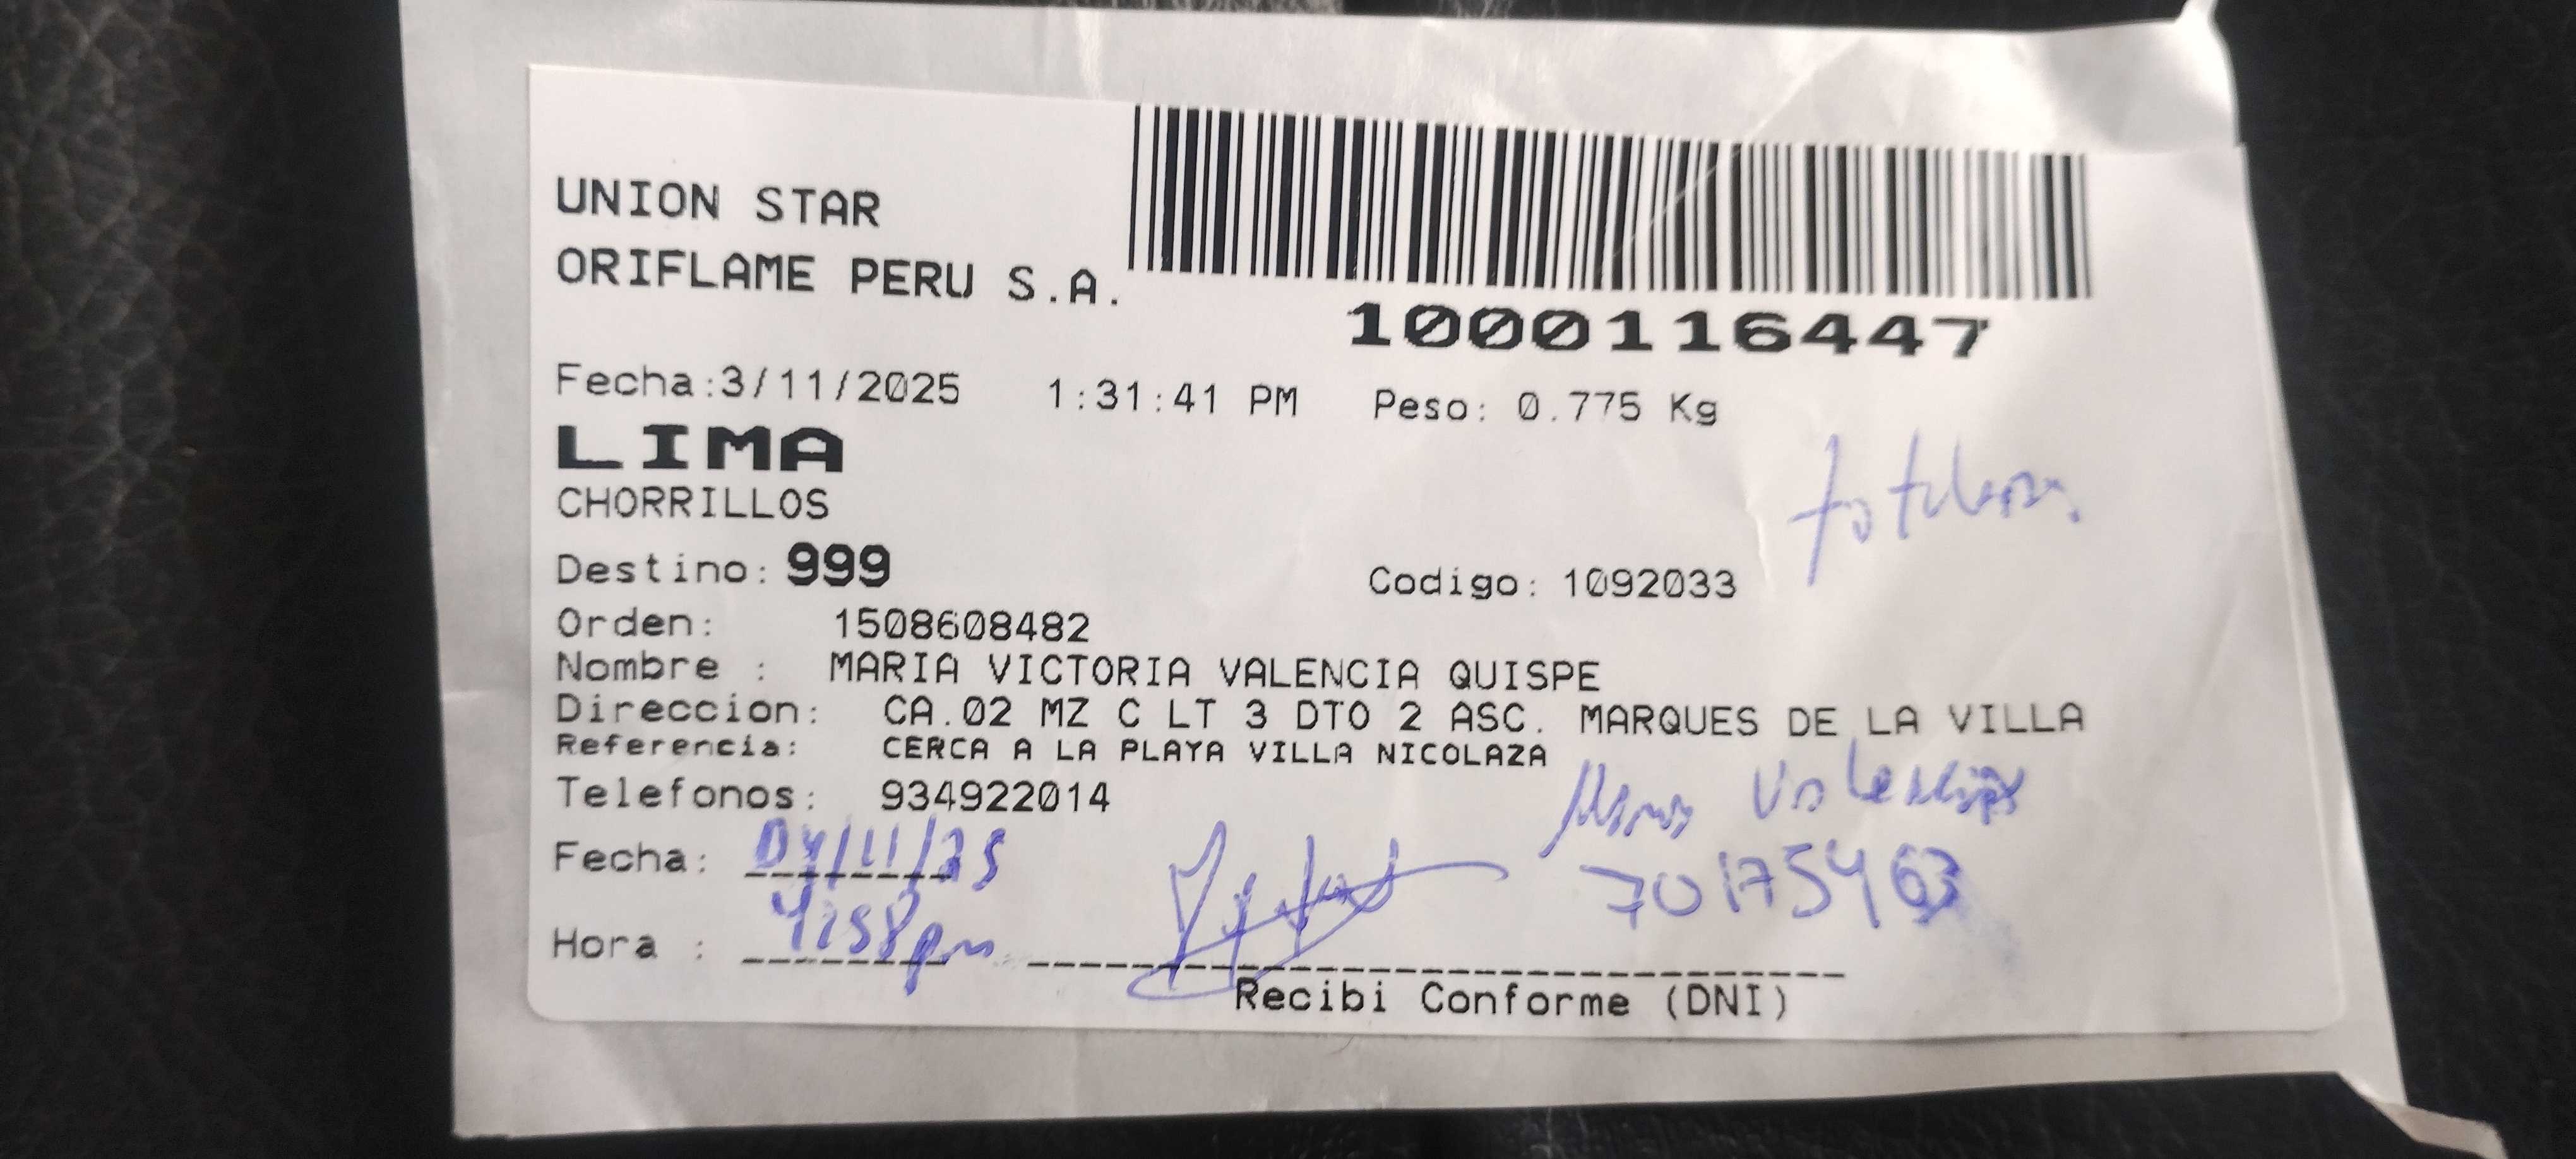 UNION STAR
ORIFLAME PERU S.A.
1000116447
Fecha:3/11/2025 1:31:41 PM Peso: 0.775 Kg
LIMA
CHORRILLOS
Destino: 999 Codigo: 1092033
Orden: 1508608482
Nombre : MARIA VICTORIA VALENCIA QUISPE
Direccion: CA.02 MZ C LT 3 DTO 2 ASC. MARQUES DE LA VILLA
Referencia: CERCA A LA PLAYA VILLA NICOLAZA
Telefonos: 934922014
Valencia
Fecha: 04/11/25
70175463
Hora : 4:58pm
Recibi Conforme (DNI)